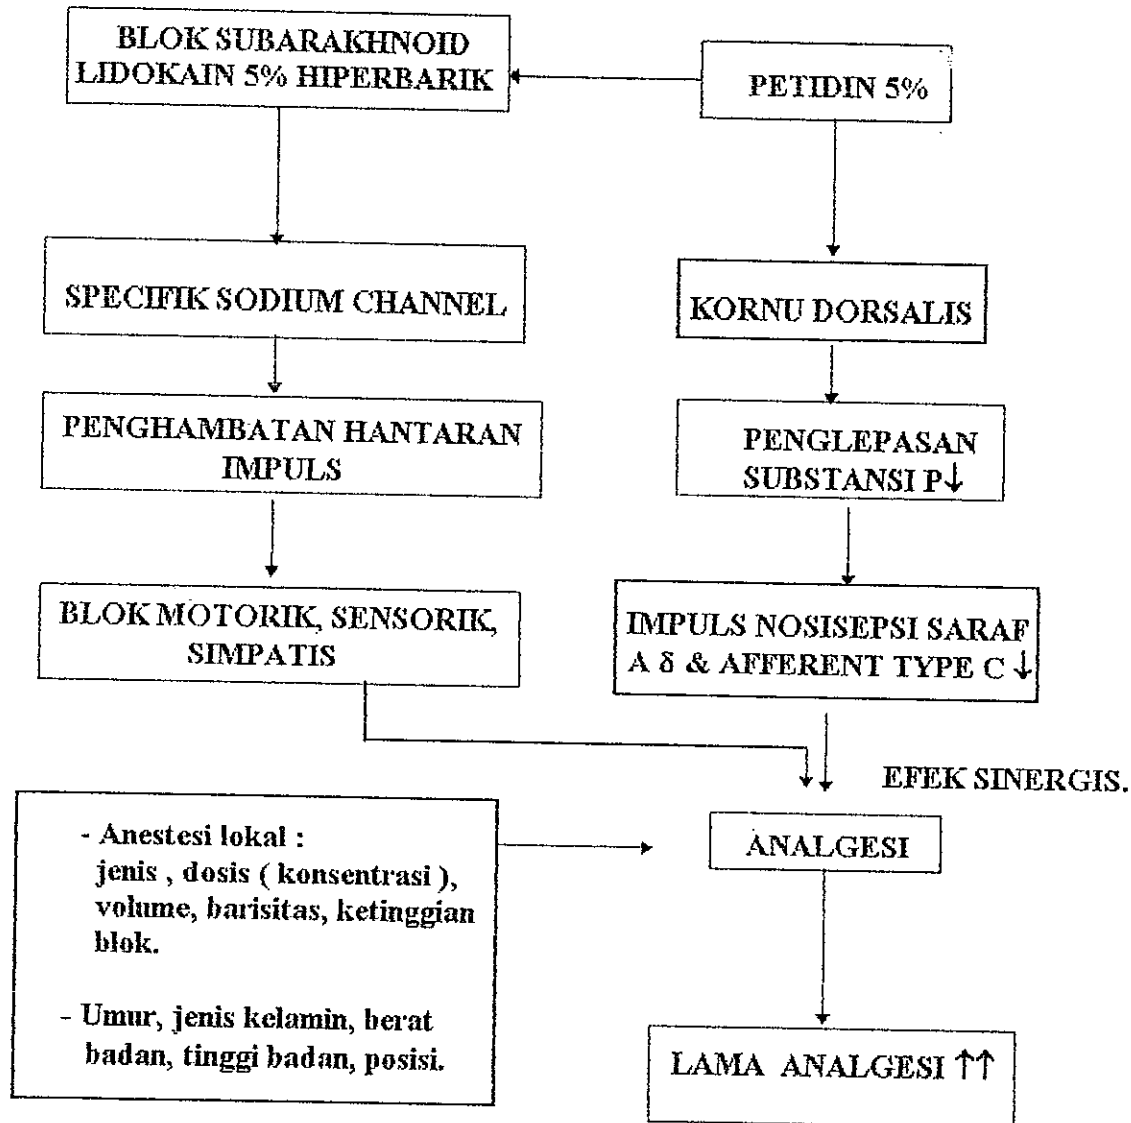 BLOK SUBARAKHNOID
LIDOKAIN 5% HIPERBARIK
PETIDIN 5%
SPECIFIK SODIUM CHANNEL
KORNU DORSALIS
PENGHAMBATAN HANTARAN
IMPULS
PENGLEPASAN
SUBSTANSI P↓
BLOK MOTORIK, SENSORIK,
SIMPATIS
IMPULS NOSISEPSI SARAF
A δ & AFFERENT TYPE C ↓
EFEK SINERGIS.
- Anestesi lokal :
jenis , dosis ( konsentrasi ),
volume, barisitas, ketinggian
blok.
- Umur, jenis kelamin, berat
badan, tinggi badan, posisi.
ANALGESI
LAMA ANALGESI ↑↑